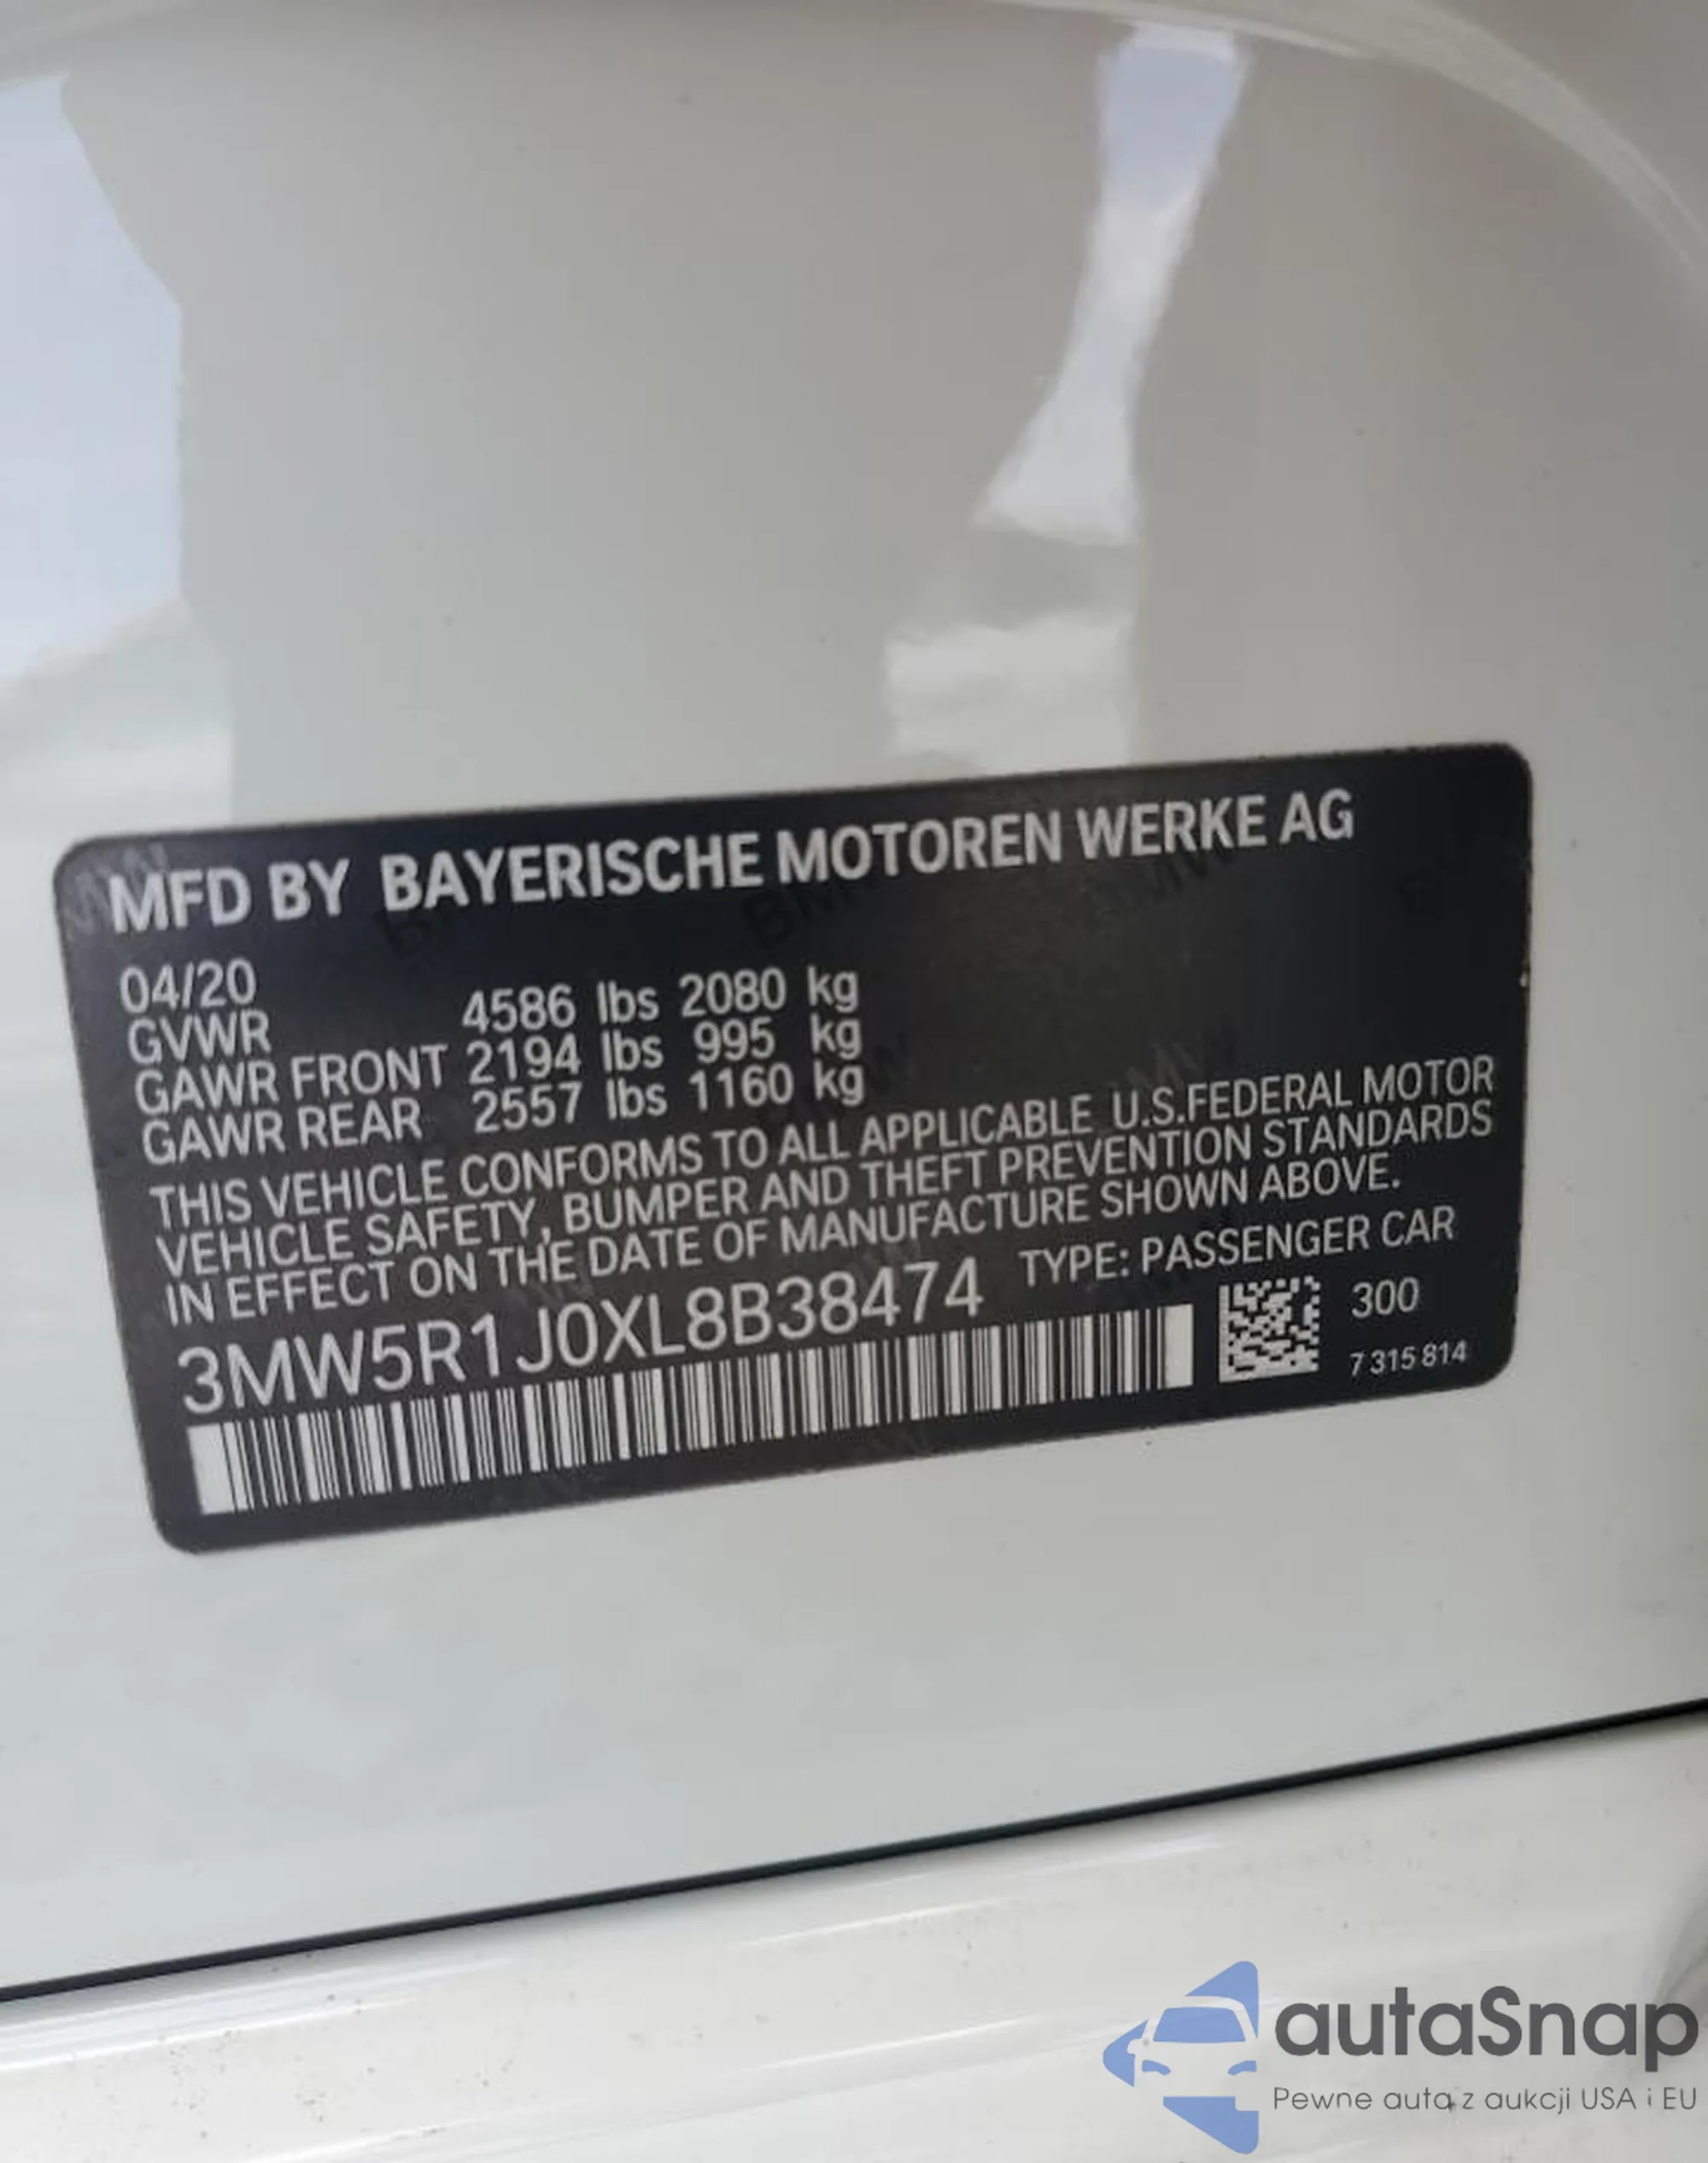 MFD BY BAYERISCHE MOTOREN WERKE AG
04/20
GVWR 4586 lbs 2080 kg
GAWR FRONT 2194 lbs 995 kg
GAWR REAR 2557 lbs 1160 kg
THIS VEHICLE CONFORMS TO ALL APPLICABLE U.S.FEDERAL MOTOR
VEHICLE SAFETY, BUMPER AND THEFT PREVENTION STANDARDS
IN EFFECT ON THE DATE OF MANUFACTURE SHOWN ABOVE.
3MW5R1J0XL8B38474 TYPE: PASSENGER CAR
300
7 315 814
autaSnap
Pewne auta z aukcji USA i EU